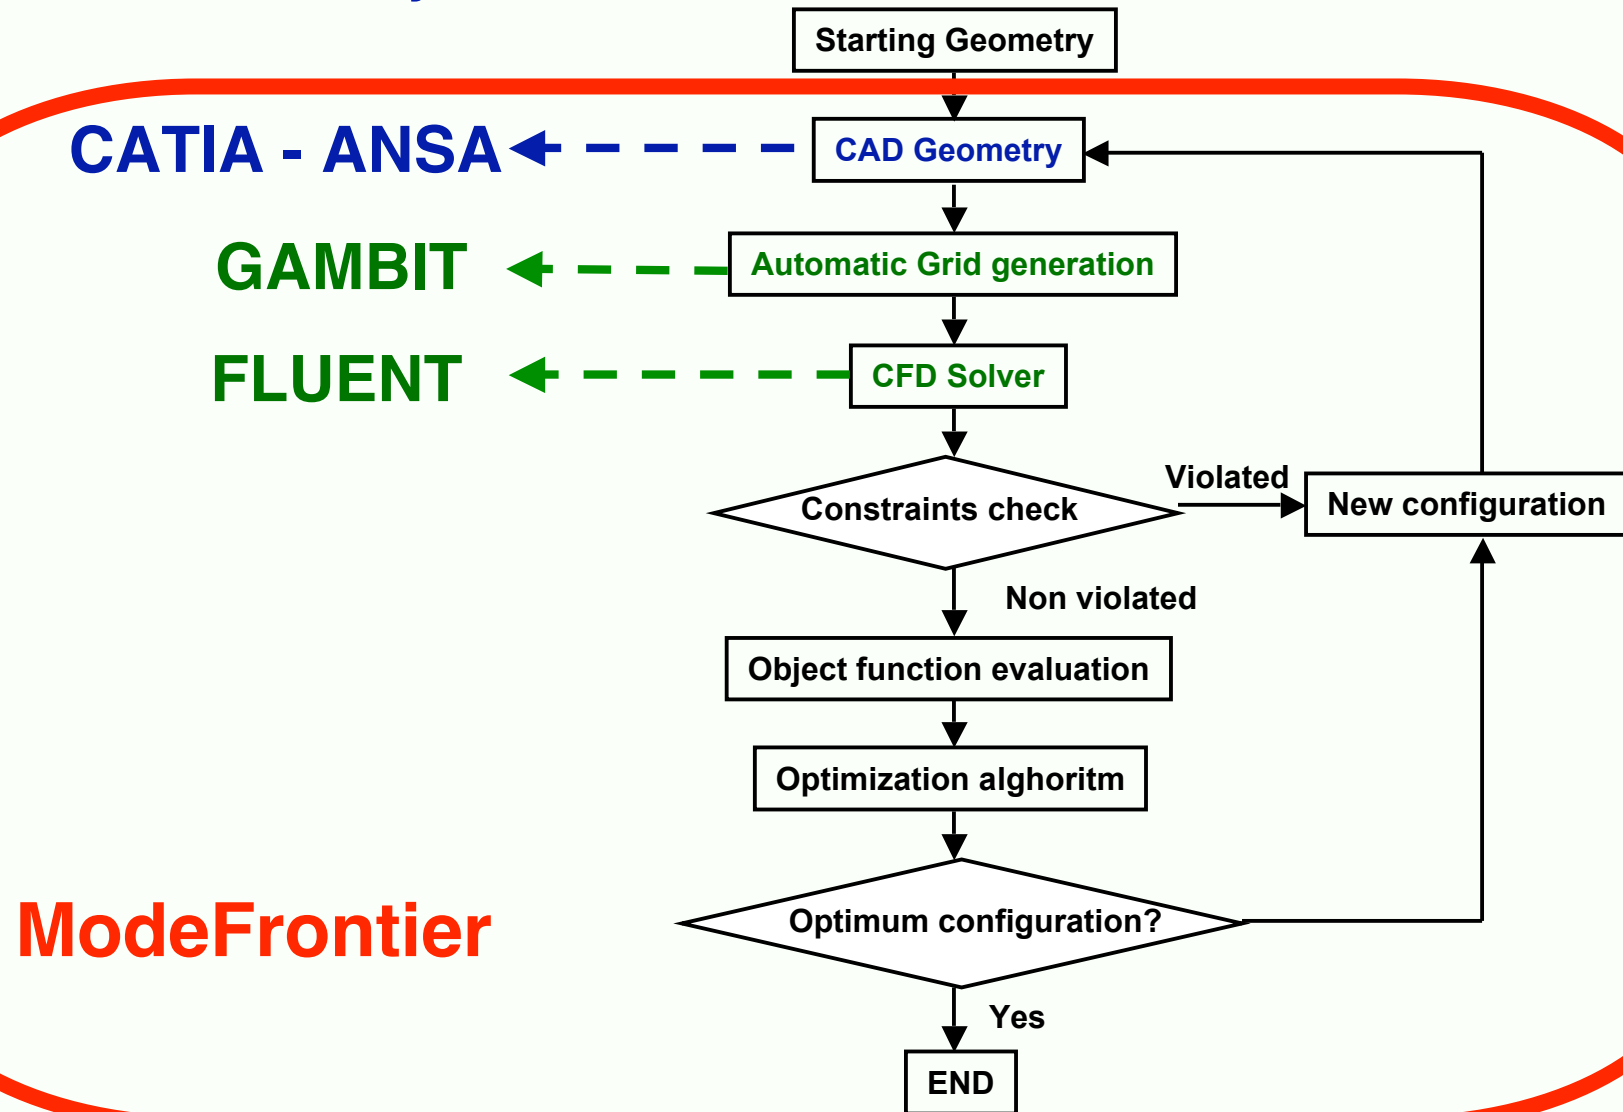 Starting Geometry
CATIA - ANSA
CAD Geometry
GAMBIT
Automatic Grid generation
FLUENT
CFD Solver
Violated
Constraints check
New configuration
Non violated
Object function evaluation
Optimization alghoritm
ModeFrontier
Optimum configuration?
Yes
END